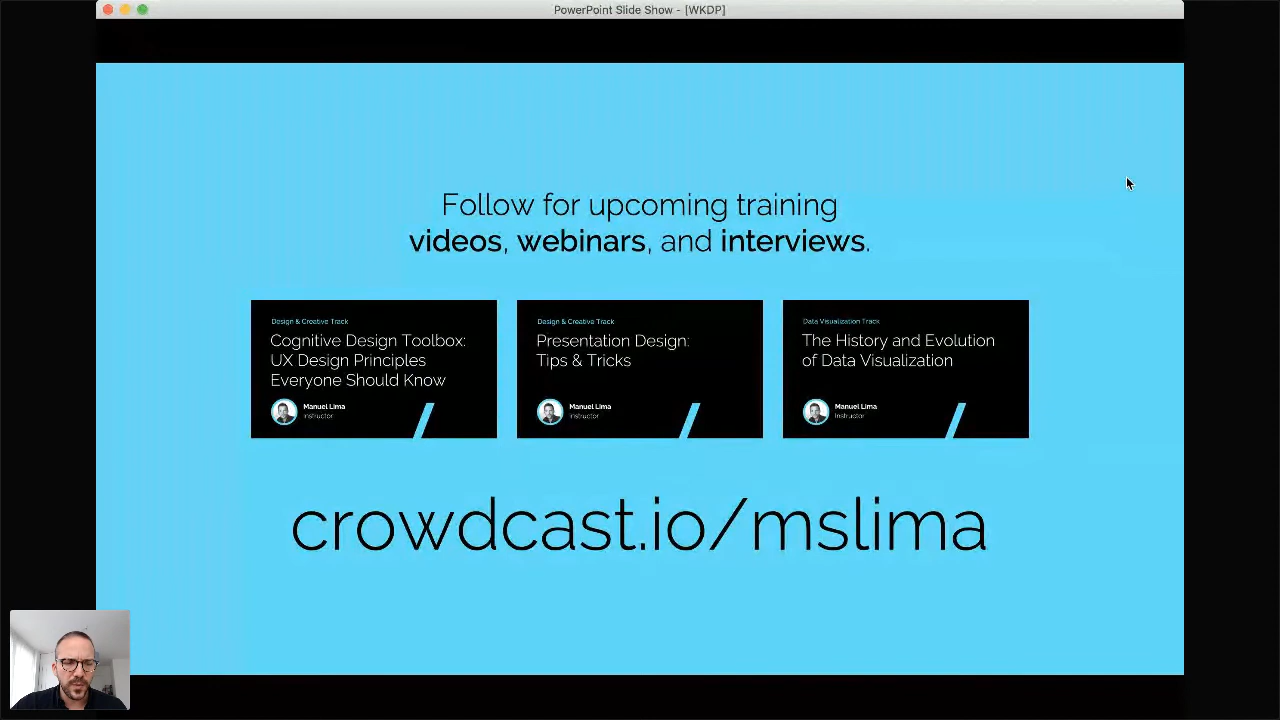 PowerPoint Slide Show - [WKDP]
Follow for upcoming training
videos, webinars, and interviews.
Design & Creative Track
Cognitive Design Toolbox:
UX Design Principles
Everyone Should Know
Manuel Lima
Instructor
Design & Creative Track
Presentation Design:
Tips & Tricks
Manuel Lima
Instructor
Data Visualization Track
The History and Evolution
of Data Visualization
Manuel Lima
Instructor
crowdcast.io/mslima